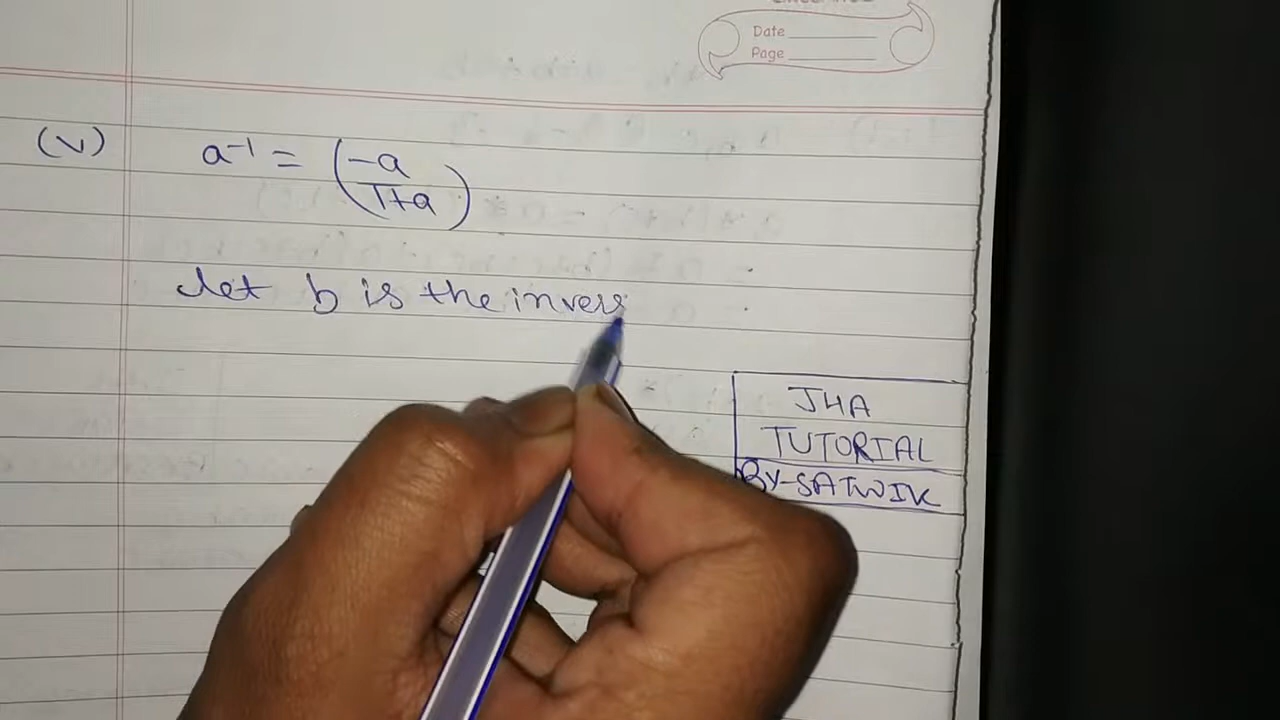 Date
Page
(v) a⁻¹ = (-a/1+a)
let b is the invers
JHA
TUTORIAL
BY-SATWIK